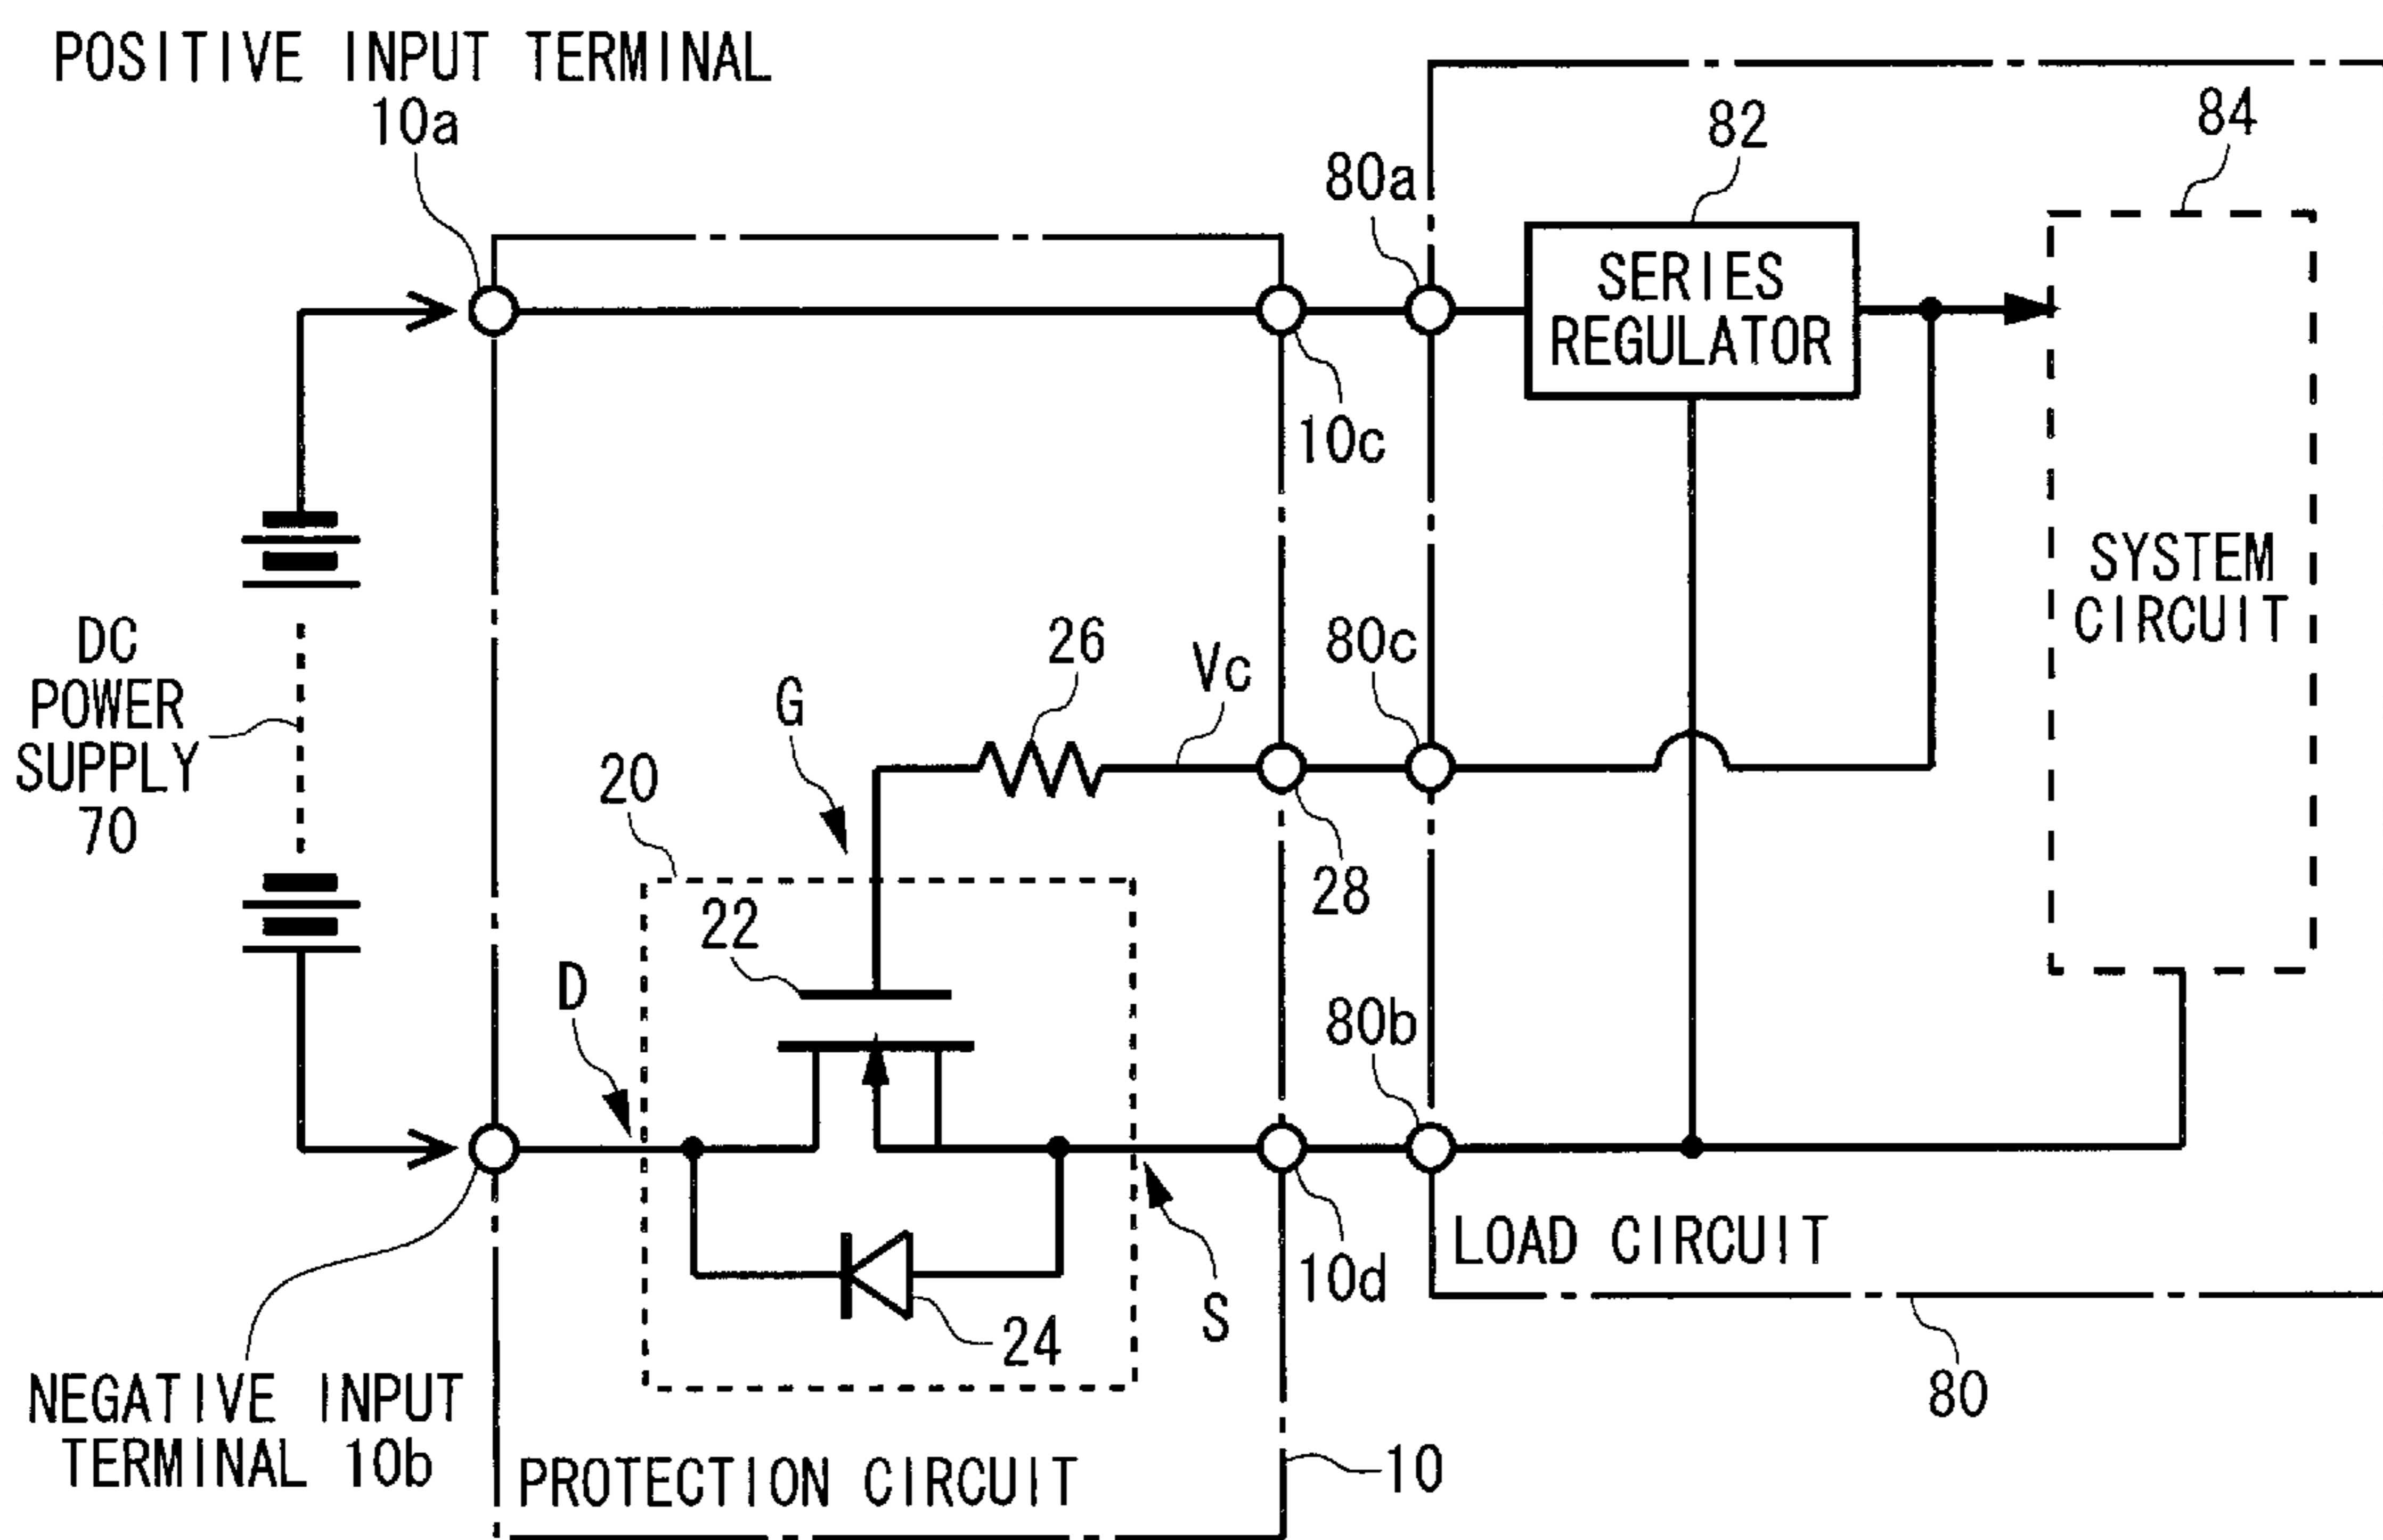 POSITIVE INPUT TERMINAL
10a
82
84
80a
SERIES
REGULATOR
10c
SYSTEM
CIRCUIT
DC
POWER
SUPPLY
70
26
80c
Vc
G
20
28
22
D
80b
LOAD CIRCUIT
10d
S
24
80
NEGATIVE INPUT
TERMINAL 10b
PROTECTION CIRCUIT
10